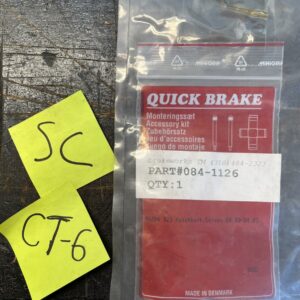 SC
CT-6
MINIGRIP
QUICK BRAKE
Monteringssæt
Accessory kit
Zubehörsatz
Jeu d'accessoires
Juego de montaje
PART#084-1126
QTY:1
MADE IN DENMARK